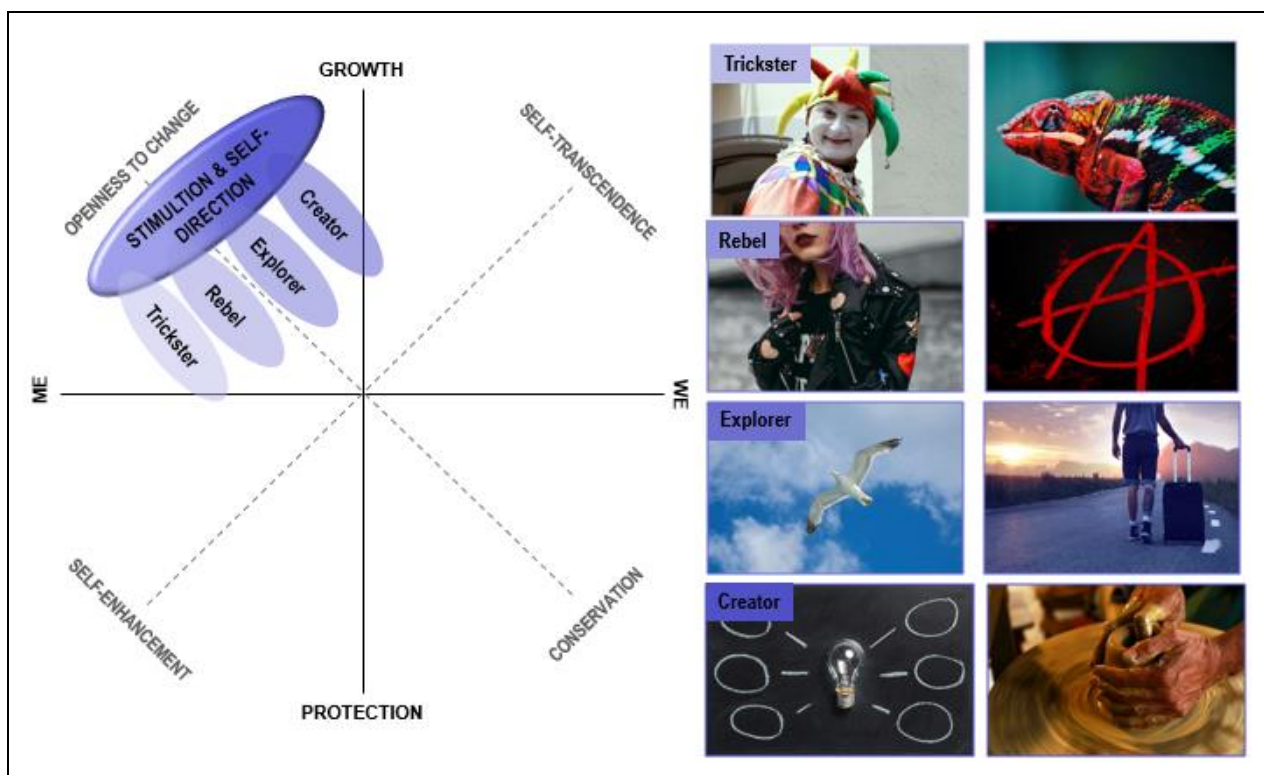 GROWTH
OPENNESS TO CHANGE
SELF-TRANSCENDENCE
STIMULTION & SELF-
DIRECTION
Creator
Explorer
Rebel
Trickster
ME
WE
SELF-ENHANCEMENT
CONSERVATION
PROTECTION
Trickster
Rebel
Explorer
Creator